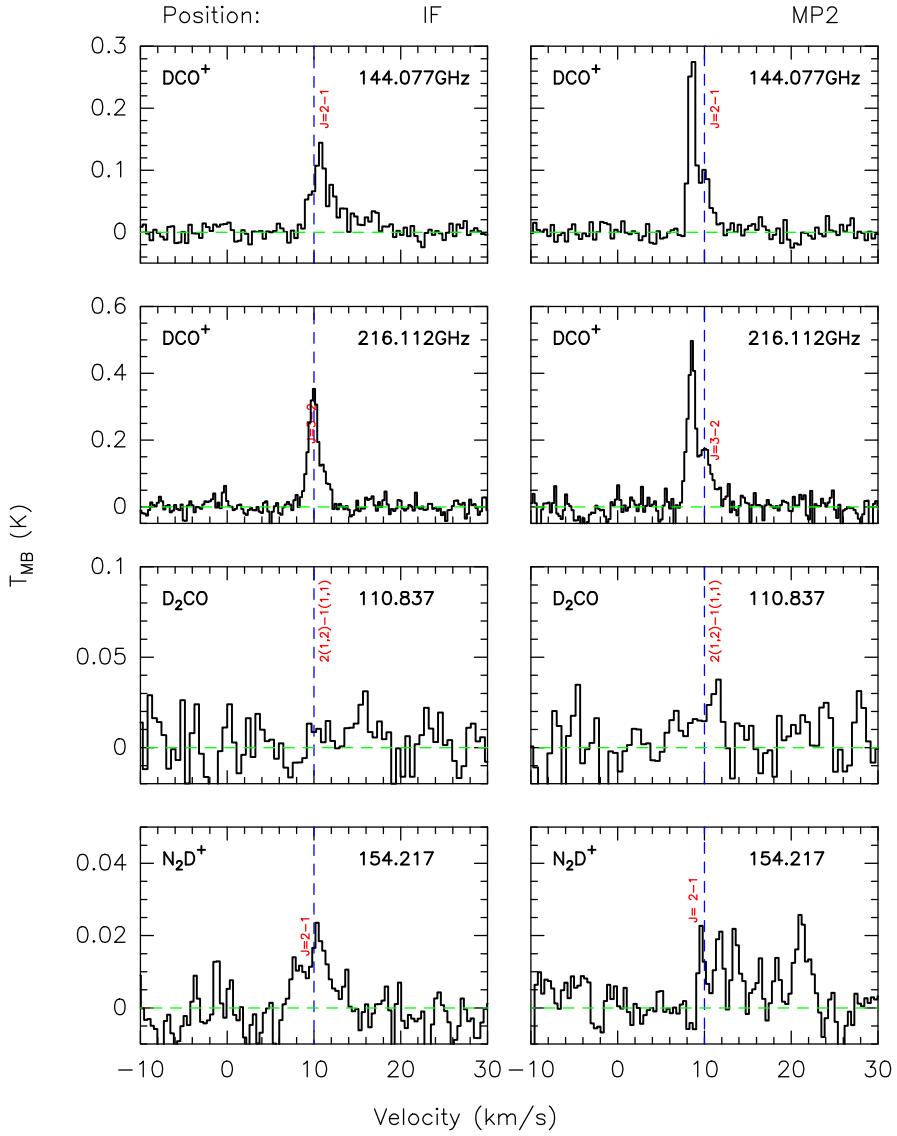 Position: IF MP2
0.3
DCO+ 144.077GHz DCO+ 144.077GHz
J=2-1 J=2-1
0.2
0.1
0
0.6
DCO+ 216.112GHz DCO+ 216.112GHz
0.4
J=3-2 J=3-2
0.2
0
T_MB (K)
0.1
D2CO 110.837 D2CO 110.837
2(1,2)-1(1,1) 2(1,2)-1(1,1)
0.05
0
N2D+ 154.217 N2D+ 154.217
0.04
J=2-1 J= 2-1
0.02
0
-10 0 10 20 30 -10 0 10 20 30
Velocity (km/s)